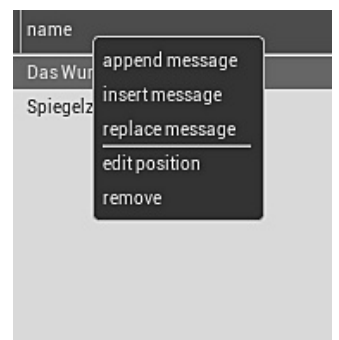 name
append message
Das Wur
insert message
Spiegelz
replace message
edit position
remove